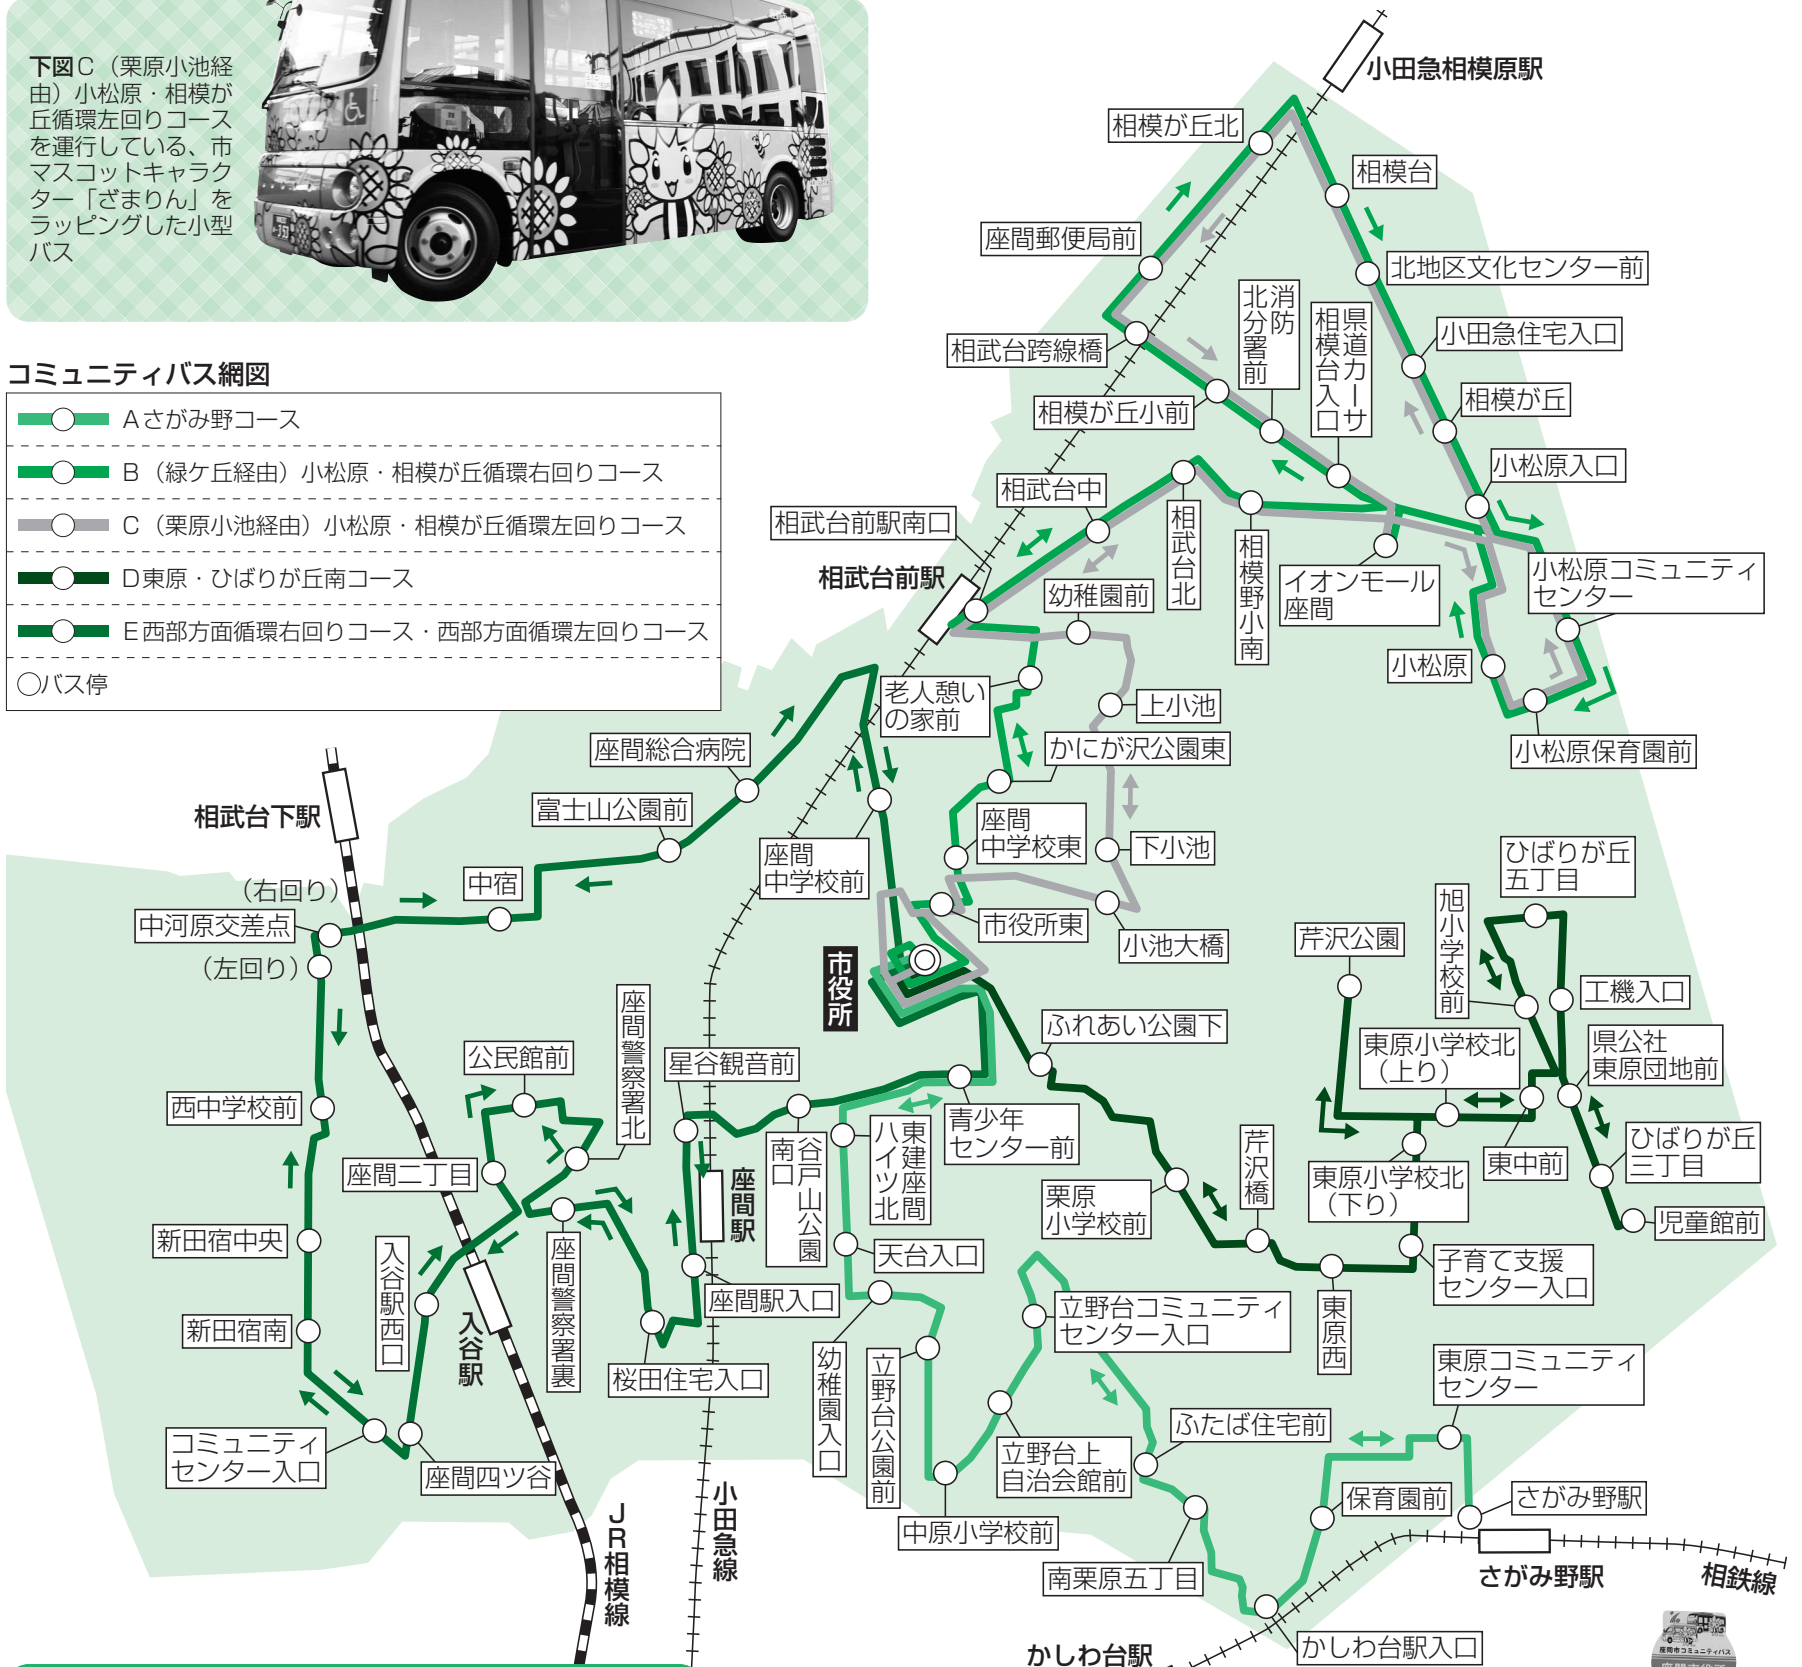 下図C（栗原小池経
由）小松原・相模が
丘循環左回りコース
を運行している、市
マスコットキャラク
ター「ざまりん」を
ラッピングした小型
バス
コミュニティバス網図
Aさがみ野コース
B（緑ケ丘経由）小松原・相模が丘循環右回りコース
C（栗原小池経由）小松原・相模が丘循環左回りコース
D東原・ひばりが丘南コース
E西部方面循環右回りコース・西部方面循環左回りコース
○バス停
小田急相模原駅
相模が丘北
相模台
座間郵便局前
北地区文化センター前
消防
北分署前
県道カーサ
相模台入口
小田急住宅入口
相武台跨線橋
相模が丘小前
相模が丘
小松原入口
相武台中
相武台前駅南口
相武台北
相模野小南
イオンモール
座間
小松原コミュニティ
センター
相武台前駅
幼稚園前
小松原
老人憩い
の家前
上小池
かにが沢公園東
小松原保育園前
座間総合病院
相武台下駅
富士山公園前
座間
中学校前
座間
中学校東
下小池
ひばりが丘
五丁目
（右回り）
中宿
中河原交差点
（左回り）
市役所東
小池大橋
芹沢公園
旭小学校前
工機入口
市役所
座間警察署北
ふれあい公園下
東原小学校北
（上り）
県公社
東原団地前
公民館前
星谷観音前
西中学校前
青少年
センター前
東建座間
ハイツ北
谷戸山公園
南口
座間二丁目
座間駅
栗原
小学校前
芹沢橋
東原小学校北
（下り）
東中前
ひばりが丘
三丁目
児童館前
新田宿中央
入谷駅西口
座間警察署裏
天台入口
子育て支援
センター入口
座間駅入口
立野台コミュニティ
センター入口
東原西
新田宿南
入谷駅
桜田住宅入口
幼稚園入口
立野台公園前
東原コミュニティ
センター
ふたば住宅前
コミュニティ
センター入口
座間四ツ谷
立野台上
自治会館前
保育園前
さがみ野駅
中原小学校前
JR相模線
小田急線
南栗原五丁目
さがみ野駅
相鉄線
かしわ台駅
かしわ台駅入口
座間市コミュニティバス